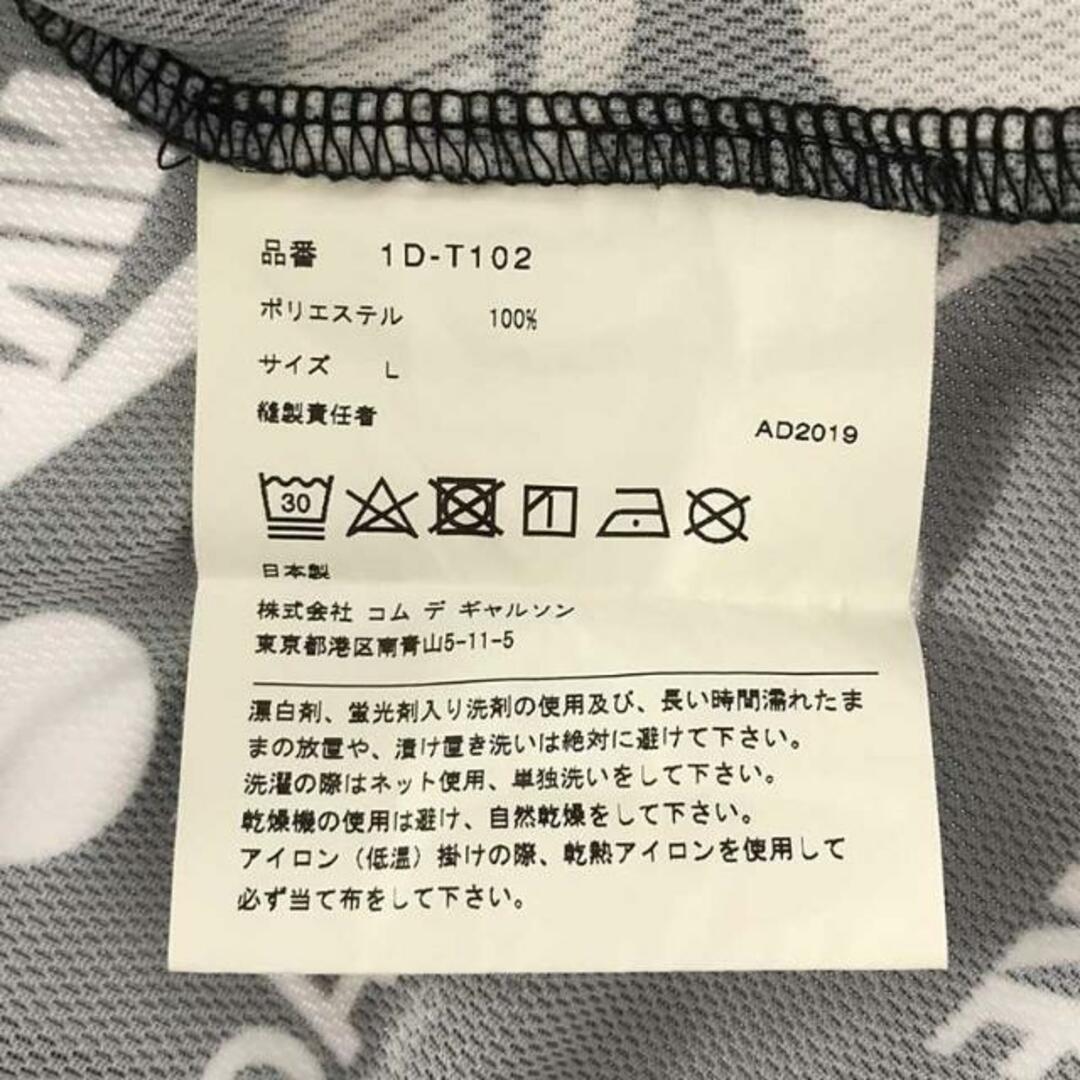 品番 1D-T102
ポリエステル 100%
サイズ L
縫製責任者
AD2019
30
日本製
株式会社 コム デ ギャルソン
東京都港区南青山5-11-5
漂白剤、蛍光剤入り洗剤の使用及び、長い時間濡れたま
まの放置や、漬け置き洗いは絶対に避けて下さい。
洗濯の際はネット使用、単独洗いをして下さい。
乾燥機の使用は避け、自然乾燥をして下さい。
アイロン（低温）掛けの際、乾熱アイロンを使用して
必ず当て布をして下さい。